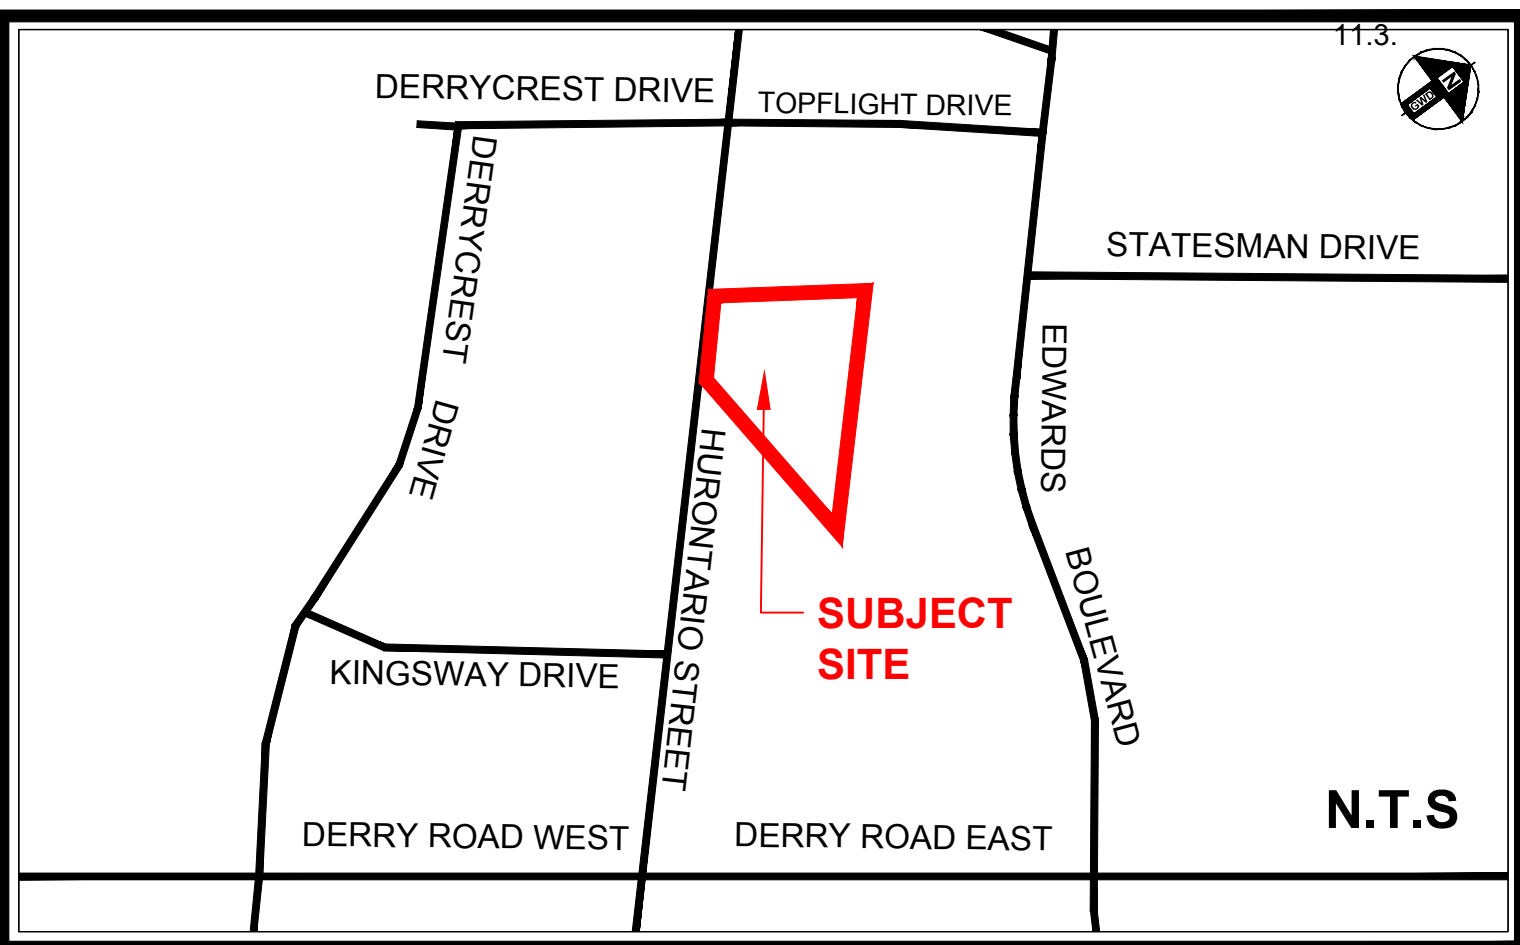 11.3.
DERRYCREST DRIVE
TOPFLIGHT DRIVE
N
GWD
DERRYCREST DRIVE
STATESMAN DRIVE
EDWARDS BOULEVARD
HURONTARIO STREET
SUBJECT
SITE
KINGSWAY DRIVE
N.T.S
DERRY ROAD WEST
DERRY ROAD EAST